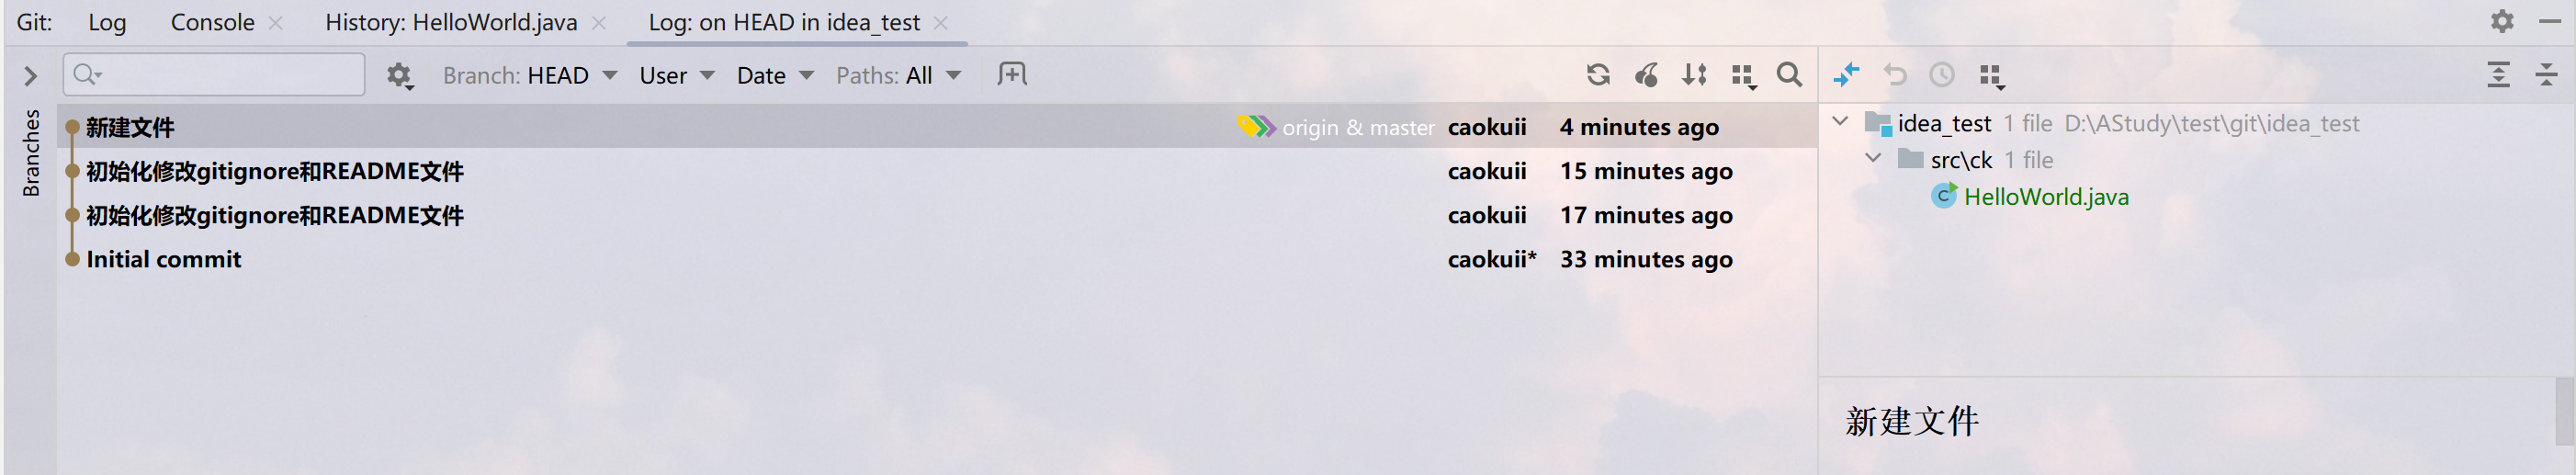 Git: Log Console History: HelloWorld.java Log: on HEAD in idea_test
Branch: HEAD User Date Paths: All
Branches
新建文件 origin & master caokuii 4 minutes ago
初始化修改gitignore和README文件 caokuii 15 minutes ago
初始化修改gitignore和README文件 caokuii 17 minutes ago
Initial commit caokuii* 33 minutes ago
idea_test 1 file D:\AStudy\test\git\idea_test
src\ck 1 file
HelloWorld.java
新建文件